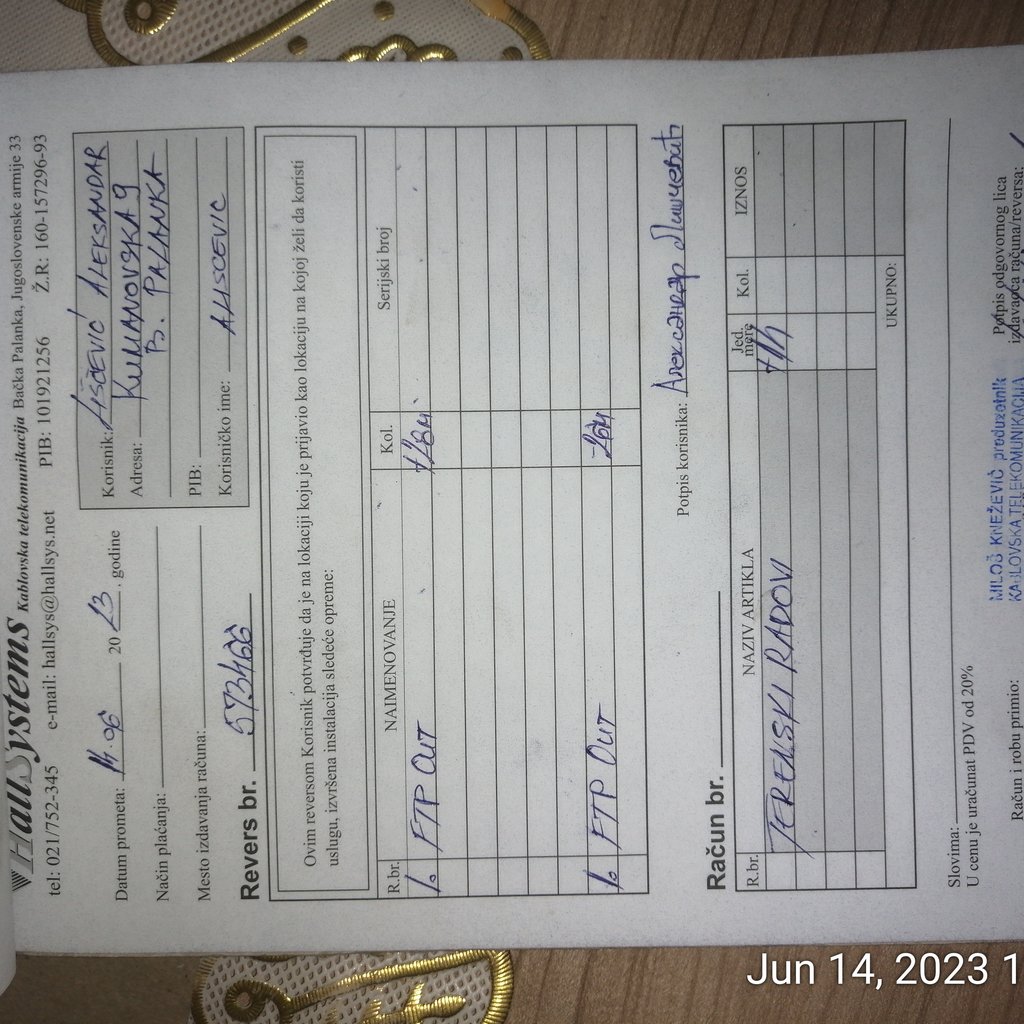 HallSystems Kablovska telekomunikacija Bačka Palanka, Jugoslovenske armije 33
tel: 021/752-345 e-mail: hallsys@hallsys.net PIB: 101921256 Ž.R: 160-157296-93
Datum prometa: 14.06 20 23 . godine
Način plaćanja:
Mesto izdavanja računa:
Korisnik: LIŠČEVIĆ ALEKSANDAR
Adresa: KUMANOVSKA 9
B. PALANKA
PIB:
Korisničko ime: ALISCEVIC
Revers br. 573466
Ovim reversom Korisnik potvrđuje da je na lokaciji koju je prijavio kao lokaciju na kojoj želi da koristi
uslugu, izvršena instalacija sledeće opreme:
R.br. NAIMENOVANJE Kol. Serijski broj
1. FTP OUT
1. FTP OUT
Potpis korisnika: Александар Лишчевић
Račun br.
R.br. NAZIV ARTIKLA Jed. mere Kol. IZNOS
TERENSKI RADOVI
UKUPNO:
Slovima:
U cenu je uračunat PDV od 20%
Račun i robu primio:
MILOŠ KNEŽEVIĆ preduzetnik
KABLOVSKA TELEKOMUNIKACIJA
Potpis odgovornog lica
izdavaoca računa/reversa:
Jun 14, 2023 1